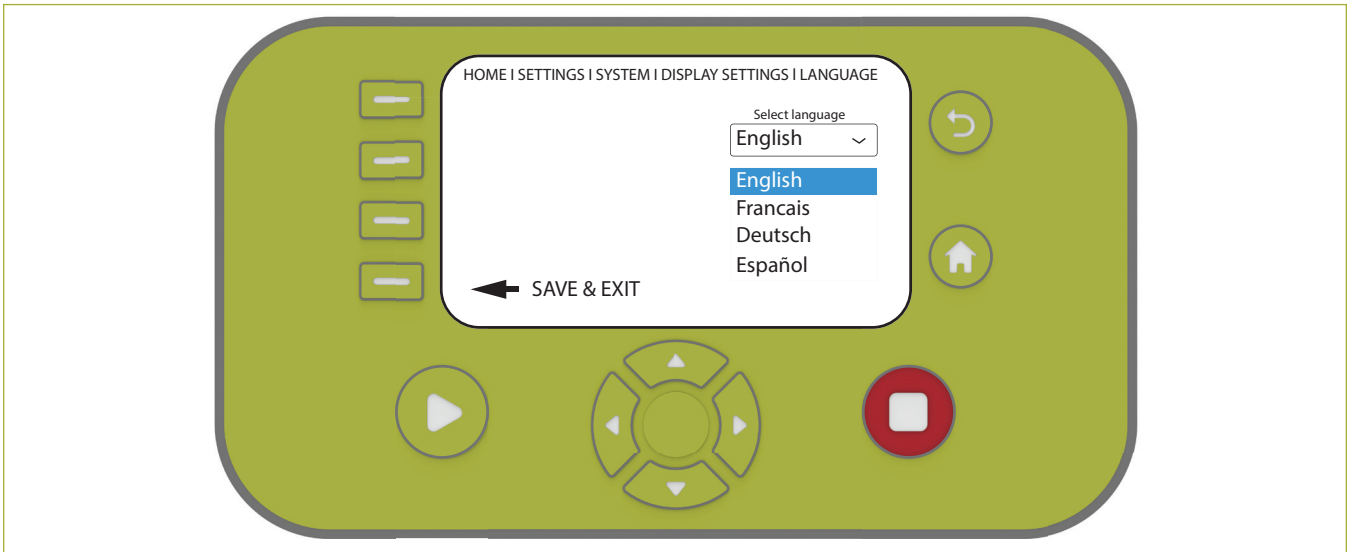 HOME I SETTINGS I SYSTEM I DISPLAY SETTINGS I LANGUAGE
Select language
English
English
Francais
Deutsch
Español
SAVE & EXIT